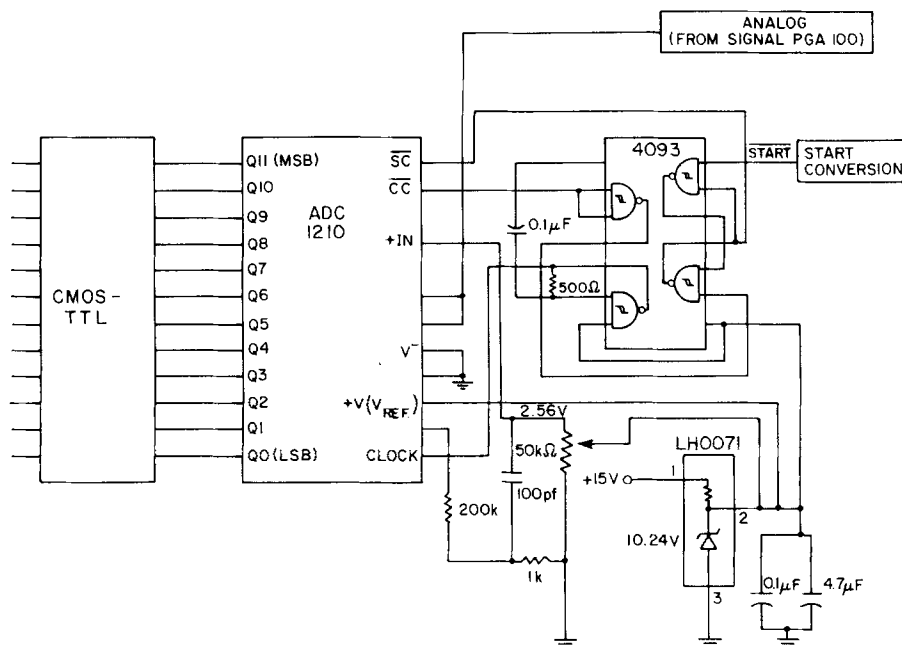 ANALOG
(FROM SIGNAL PGA 100)
4093
START
START
CONVERSION
SC
CC
+IN
0.1µF
500Ω
ADC
1210
CMOS-
TTL
Q11 (MSB)
Q10
Q9
Q8
Q7
Q6
Q5
Q4
Q3
Q2
Q1
Q0 (LSB)
V⁻
+V(VREF.)
CLOCK
2.56V
50kΩ
100pf
200k
1k
LH0071
+15V
1
2
10.24V
3
0.1µF
4.7µF